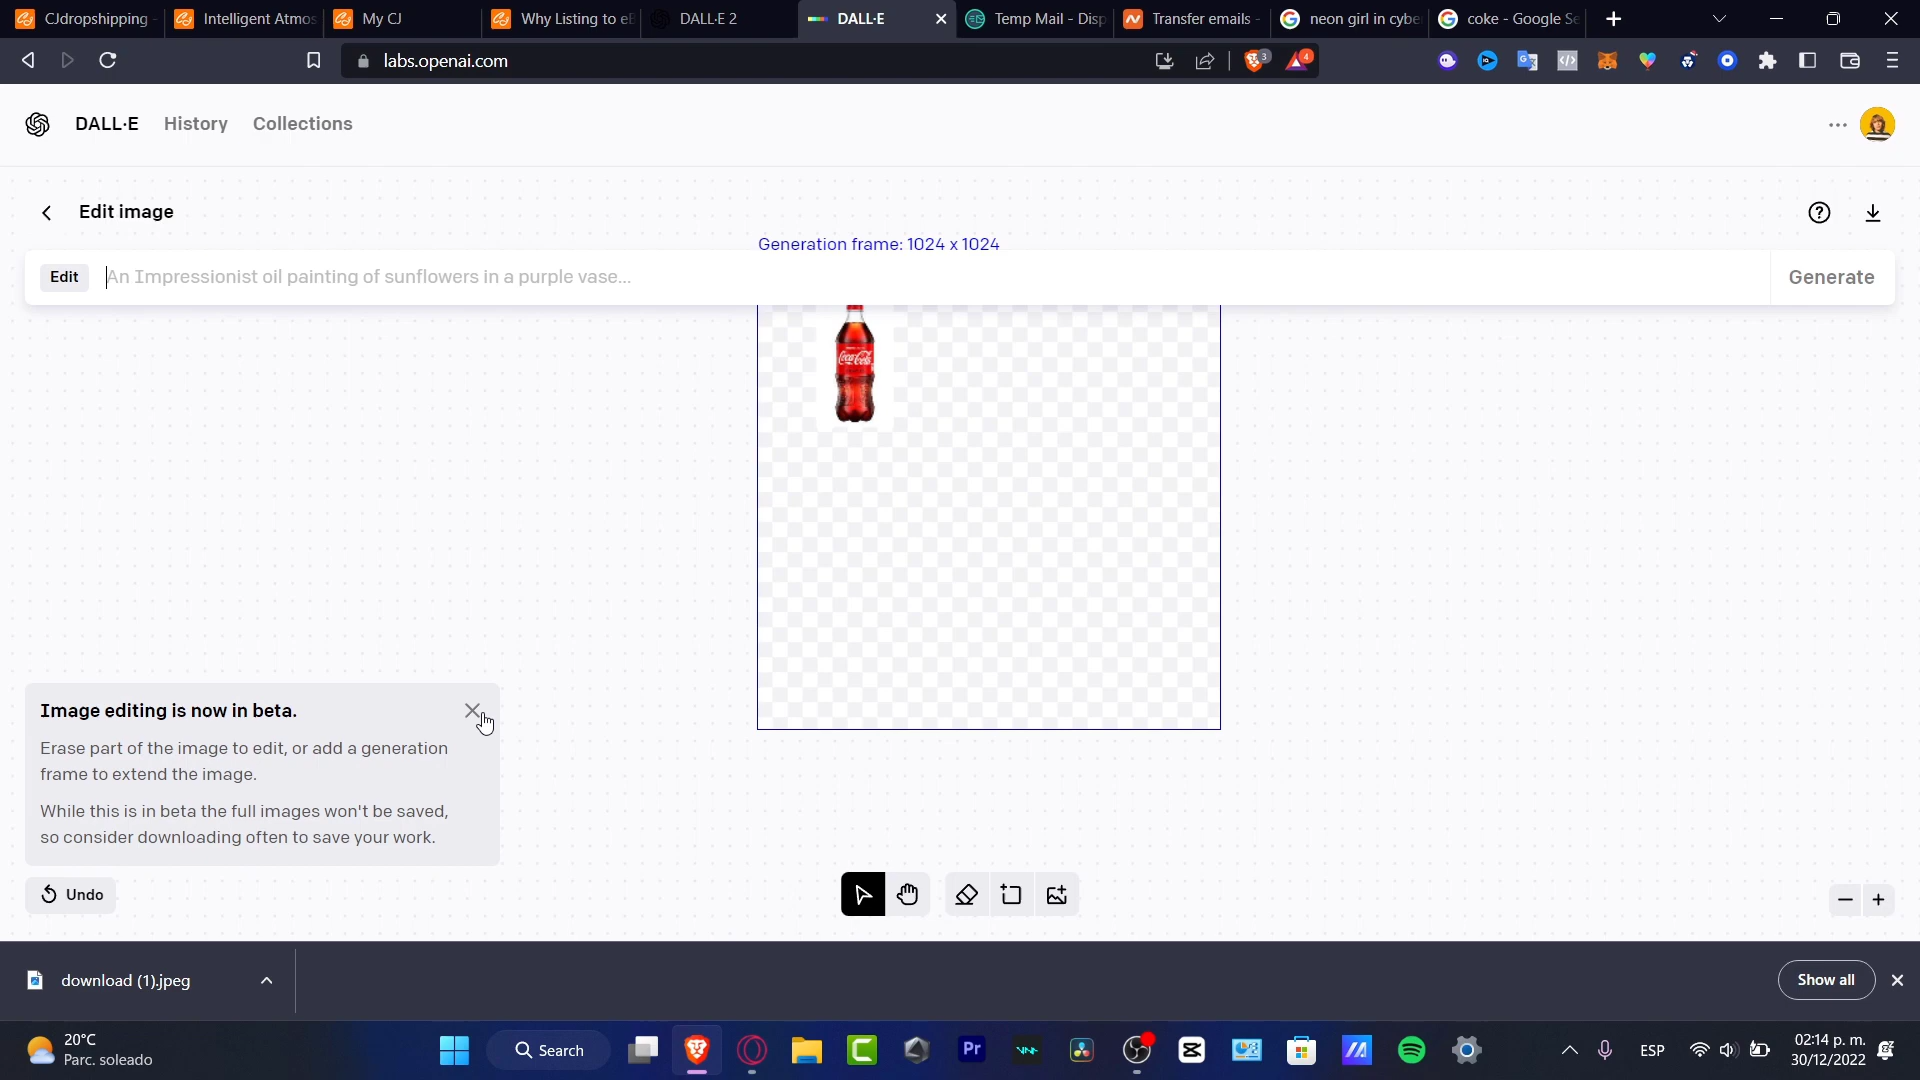 CJdropshipping -
Intelligent Atmos
My CJ
Why Listing to eB
DALL·E 2
DALL·E
Temp Mail - Disp
Transfer emails -
neon girl in cybe
coke - Google Se
labs.openai.com
3
4
DALL·E
History
Collections
Edit image
Generation frame: 1024 x 1024
Edit
An Impressionist oil painting of sunflowers in a purple vase...
Generate
Coca-Cola
Image editing is now in beta.
Erase part of the image to edit, or add a generation
frame to extend the image.
While this is in beta the full images won't be saved,
so consider downloading often to save your work.
Undo
download (1).jpeg
Show all
20°C
Parc. soleado
Search
Pr
ESP
02:14 p. m.
30/12/2022